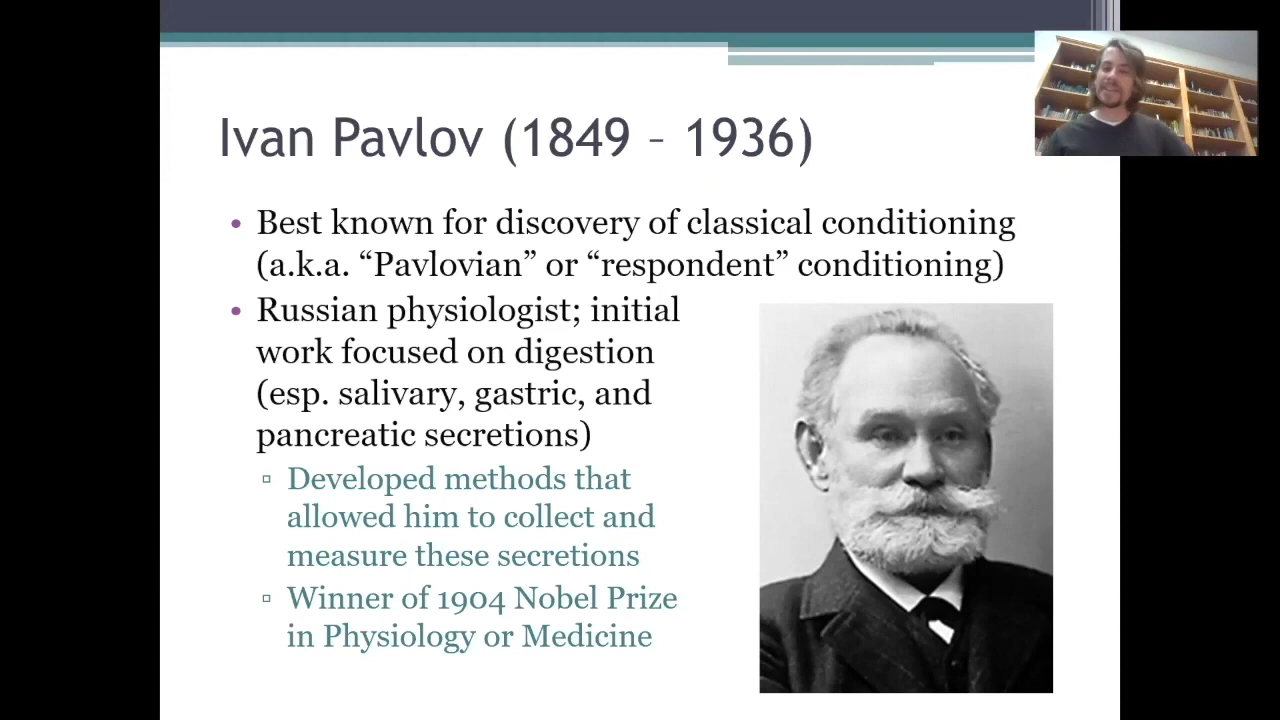 Ivan Pavlov (1849 – 1936)
• Best known for discovery of classical conditioning
(a.k.a. “Pavlovian” or “respondent” conditioning)
• Russian physiologist; initial
work focused on digestion
(esp. salivary, gastric, and
pancreatic secretions)
▫ Developed methods that
allowed him to collect and
measure these secretions
▫ Winner of 1904 Nobel Prize
in Physiology or Medicine